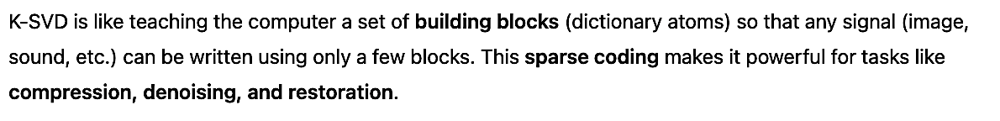 K-SVD is like teaching the computer a set of building blocks (dictionary atoms) so that any signal (image,
sound, etc.) can be written using only a few blocks. This sparse coding makes it powerful for tasks like
compression, denoising, and restoration.